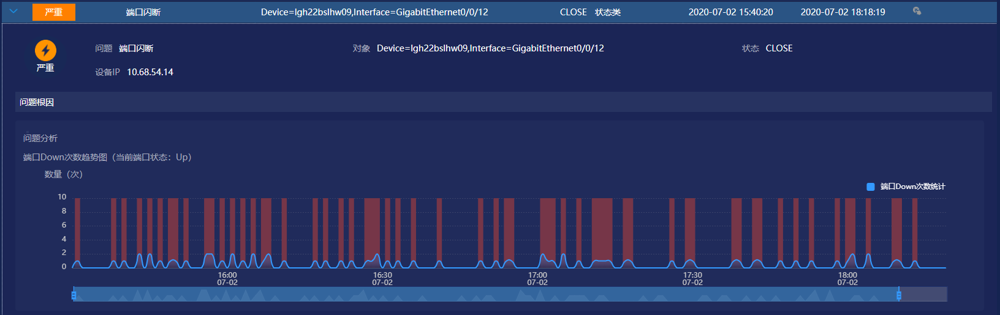 严重 端口闪断 Device=lgh22bslhw09,Interface=GigabitEthernet0/0/12 CLOSE 状态类 2020-07-02 15:40:20 2020-07-02 18:18:19
严重
问题 端口闪断 对象 Device=lgh22bslhw09,Interface=GigabitEthernet0/0/12 状态 CLOSE
设备IP 10.68.54.14
问题根因
问题分析
端口Down次数趋势图（当前端口状态：Up）
数量（次）
端口Down次数统计
10
8
6
4
2
0
16:00 16:30 17:00 17:30 18:00
07-02 07-02 07-02 07-02 07-02